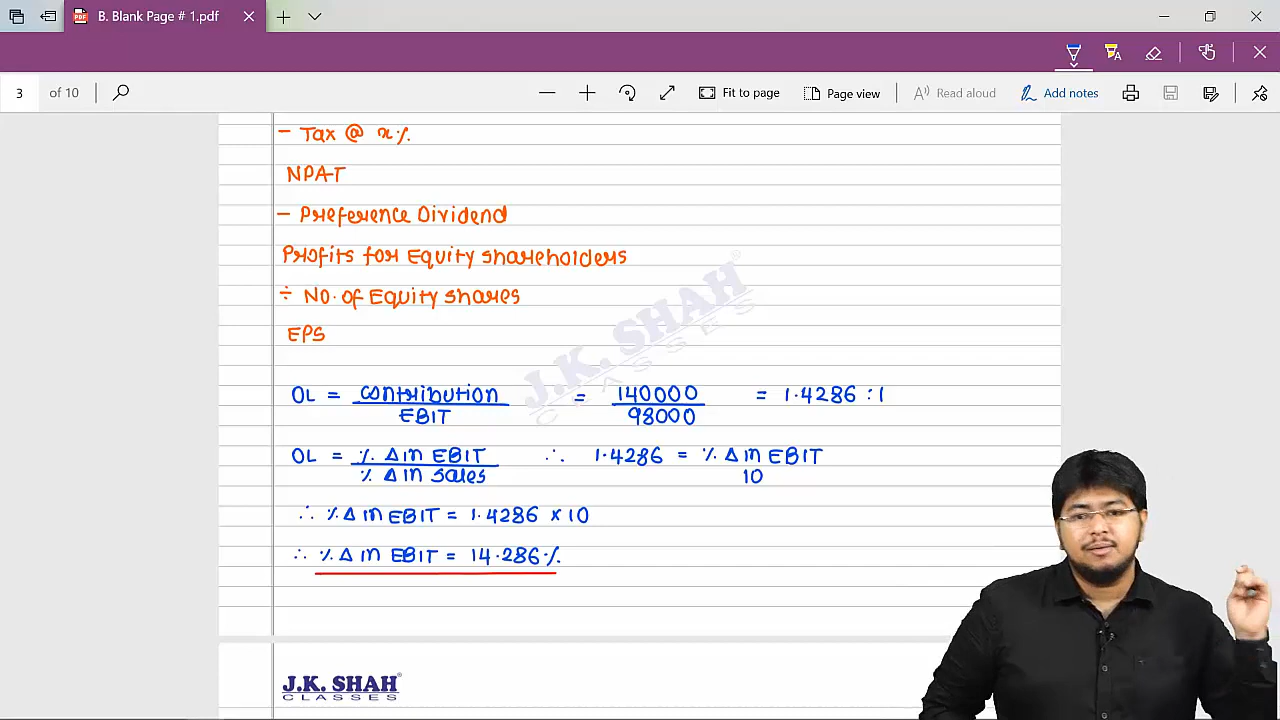 B. Blank Page # 1.pdf
3 of 10 Fit to page Page view Read aloud Add notes
- Tax @ x%
NPAT
- Preference Dividend
Profits for Equity shareholders
÷ No. of Equity shares
EPS
J.K. SHAH
CLASSES
OL = contribution / EBIT = 140000 / 98000 = 1.4286 : 1
OL = % Δ in EBIT / % Δ in sales ∴ 1.4286 = % Δ in EBIT
10
∴ % Δ in EBIT = 1.4286 × 10
∴ % Δ in EBIT = 14.286%
J.K. SHAH
CLASSES